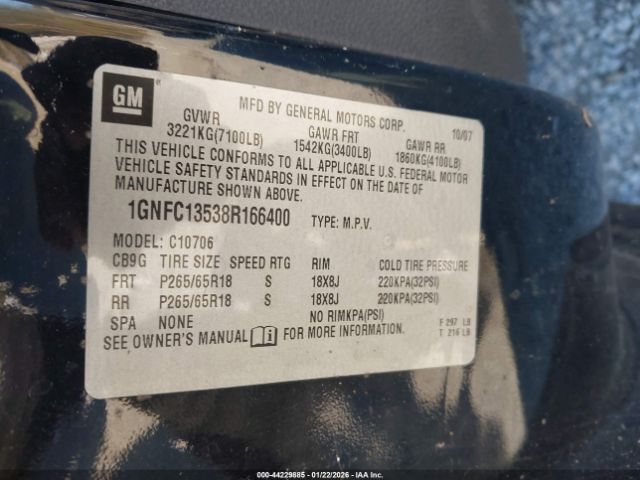 GM
MFD BY GENERAL MOTORS CORP.
10/07
GVWR GAWR FRT GAWR RR
3221KG(7100LB) 1542KG(3400LB) 1860KG(4100LB)
THIS VEHICLE CONFORMS TO ALL APPLICABLE U.S. FEDERAL MOTOR
VEHICLE SAFETY STANDARDS IN EFFECT ON THE DATE OF
MANUFACTURE SHOWN ABOVE.
1GNFC13538R166400 TYPE: M.P.V.
MODEL: C10706
CB9G TIRE SIZE SPEED RTG RIM COLD TIRE PRESSURE
FRT P265/65R18 S 18X8J 220KPA(32PSI)
RR P265/65R18 S 18X8J 220KPA(32PSI)
SPA NONE NO RIMKPA(PSI)
SEE OWNER'S MANUAL FOR MORE INFORMATION.
F 297 LB
T 216 LB
000-44229885 - 01/22/2026 - IAA Inc.